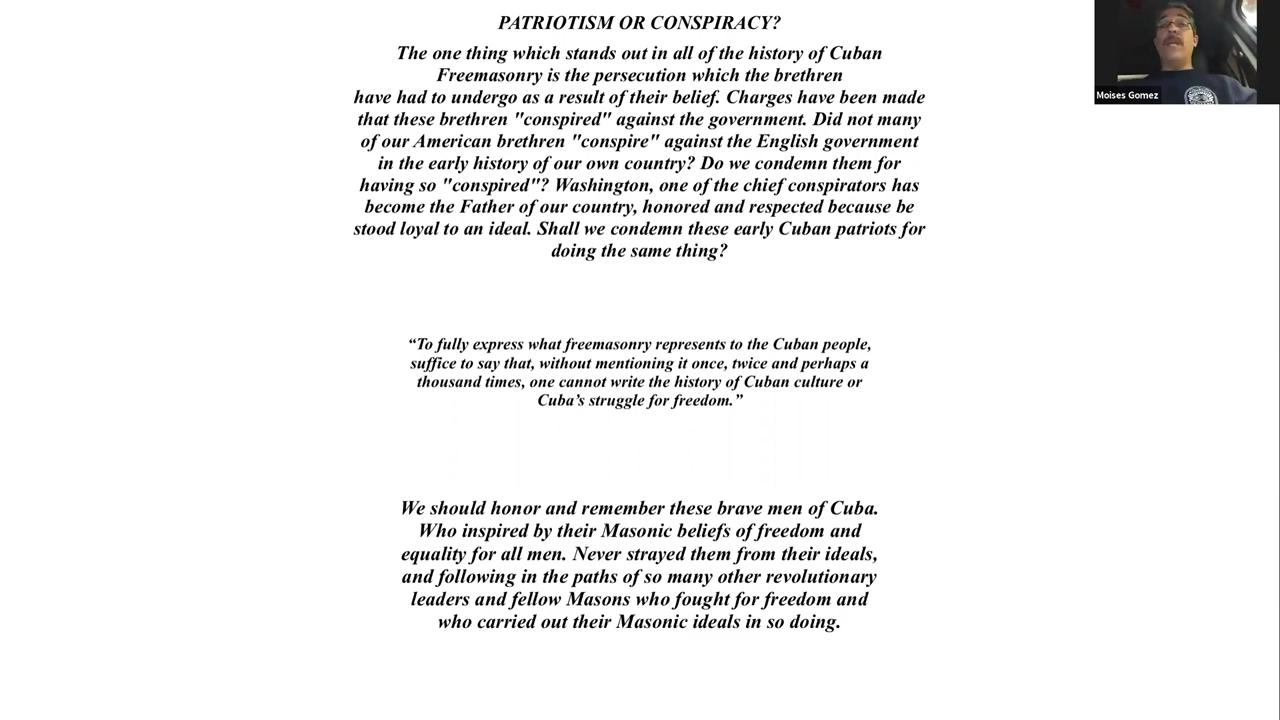 PATRIOTISM OR CONSPIRACY?
The one thing which stands out in all of the history of Cuban
Freemasonry is the persecution which the brethren
have had to undergo as a result of their belief. Charges have been made
that these brethren "conspired" against the government. Did not many
of our American brethren "conspire" against the English government
in the early history of our own country? Do we condemn them for
having so "conspired"? Washington, one of the chief conspirators has
become the Father of our country, honored and respected because be
stood loyal to an ideal. Shall we condemn these early Cuban patriots for
doing the same thing?
“To fully express what freemasonry represents to the Cuban people,
suffice to say that, without mentioning it once, twice and perhaps a
thousand times, one cannot write the history of Cuban culture or
Cuba’s struggle for freedom.”
We should honor and remember these brave men of Cuba.
Who inspired by their Masonic beliefs of freedom and
equality for all men. Never strayed them from their ideals,
and following in the paths of so many other revolutionary
leaders and fellow Masons who fought for freedom and
who carried out their Masonic ideals in so doing.
Moises Gomez